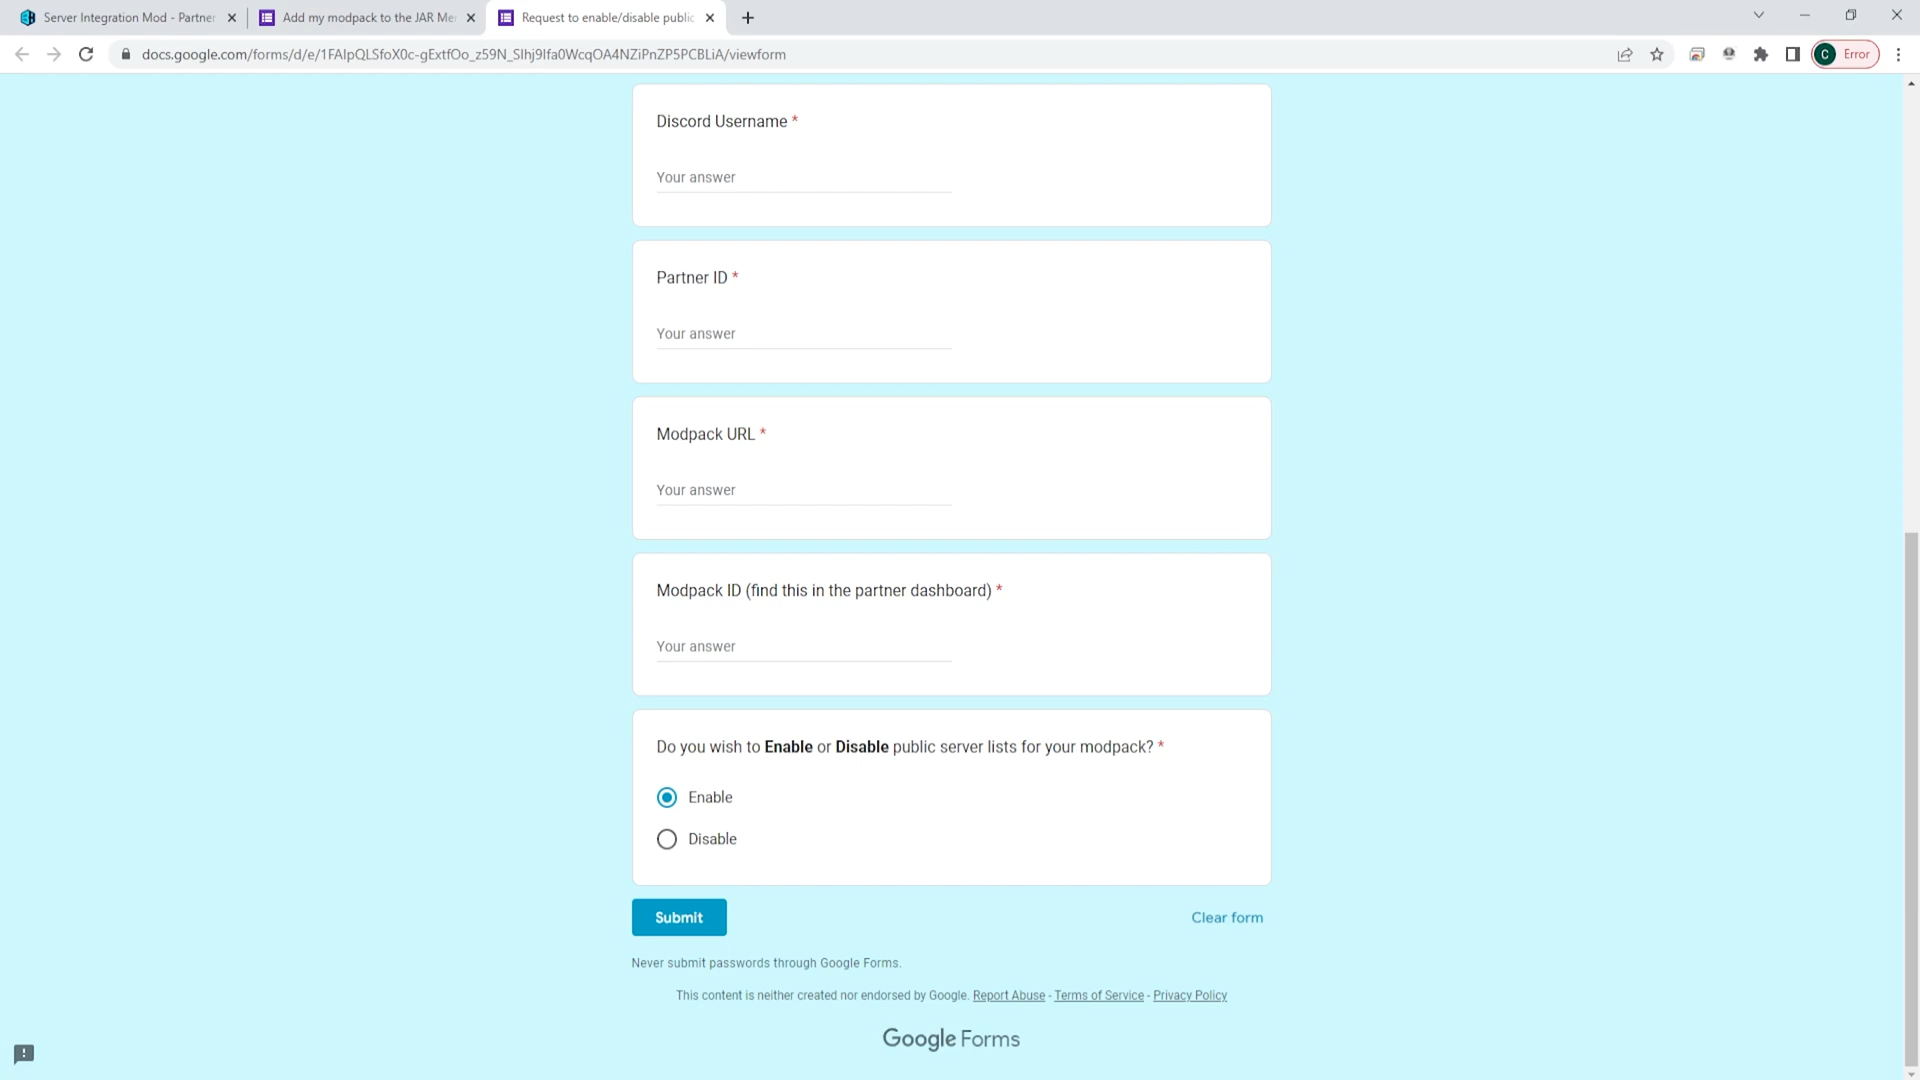 Server Integration Mod - Partner
Add my modpack to the JAR Mer
Request to enable/disable public
docs.google.com/forms/d/e/1FAIpQLSfoX0c-gExtfOo_z59N_SIhj9Ifa0WcqOA4NZiPnZP5PCBLiA/viewform
C Error
Discord Username *
Your answer
Partner ID *
Your answer
Modpack URL *
Your answer
Modpack ID (find this in the partner dashboard) *
Your answer
Do you wish to Enable or Disable public server lists for your modpack? *
Enable
Disable
Submit
Clear form
Never submit passwords through Google Forms.
This content is neither created nor endorsed by Google. Report Abuse - Terms of Service - Privacy Policy
Google Forms